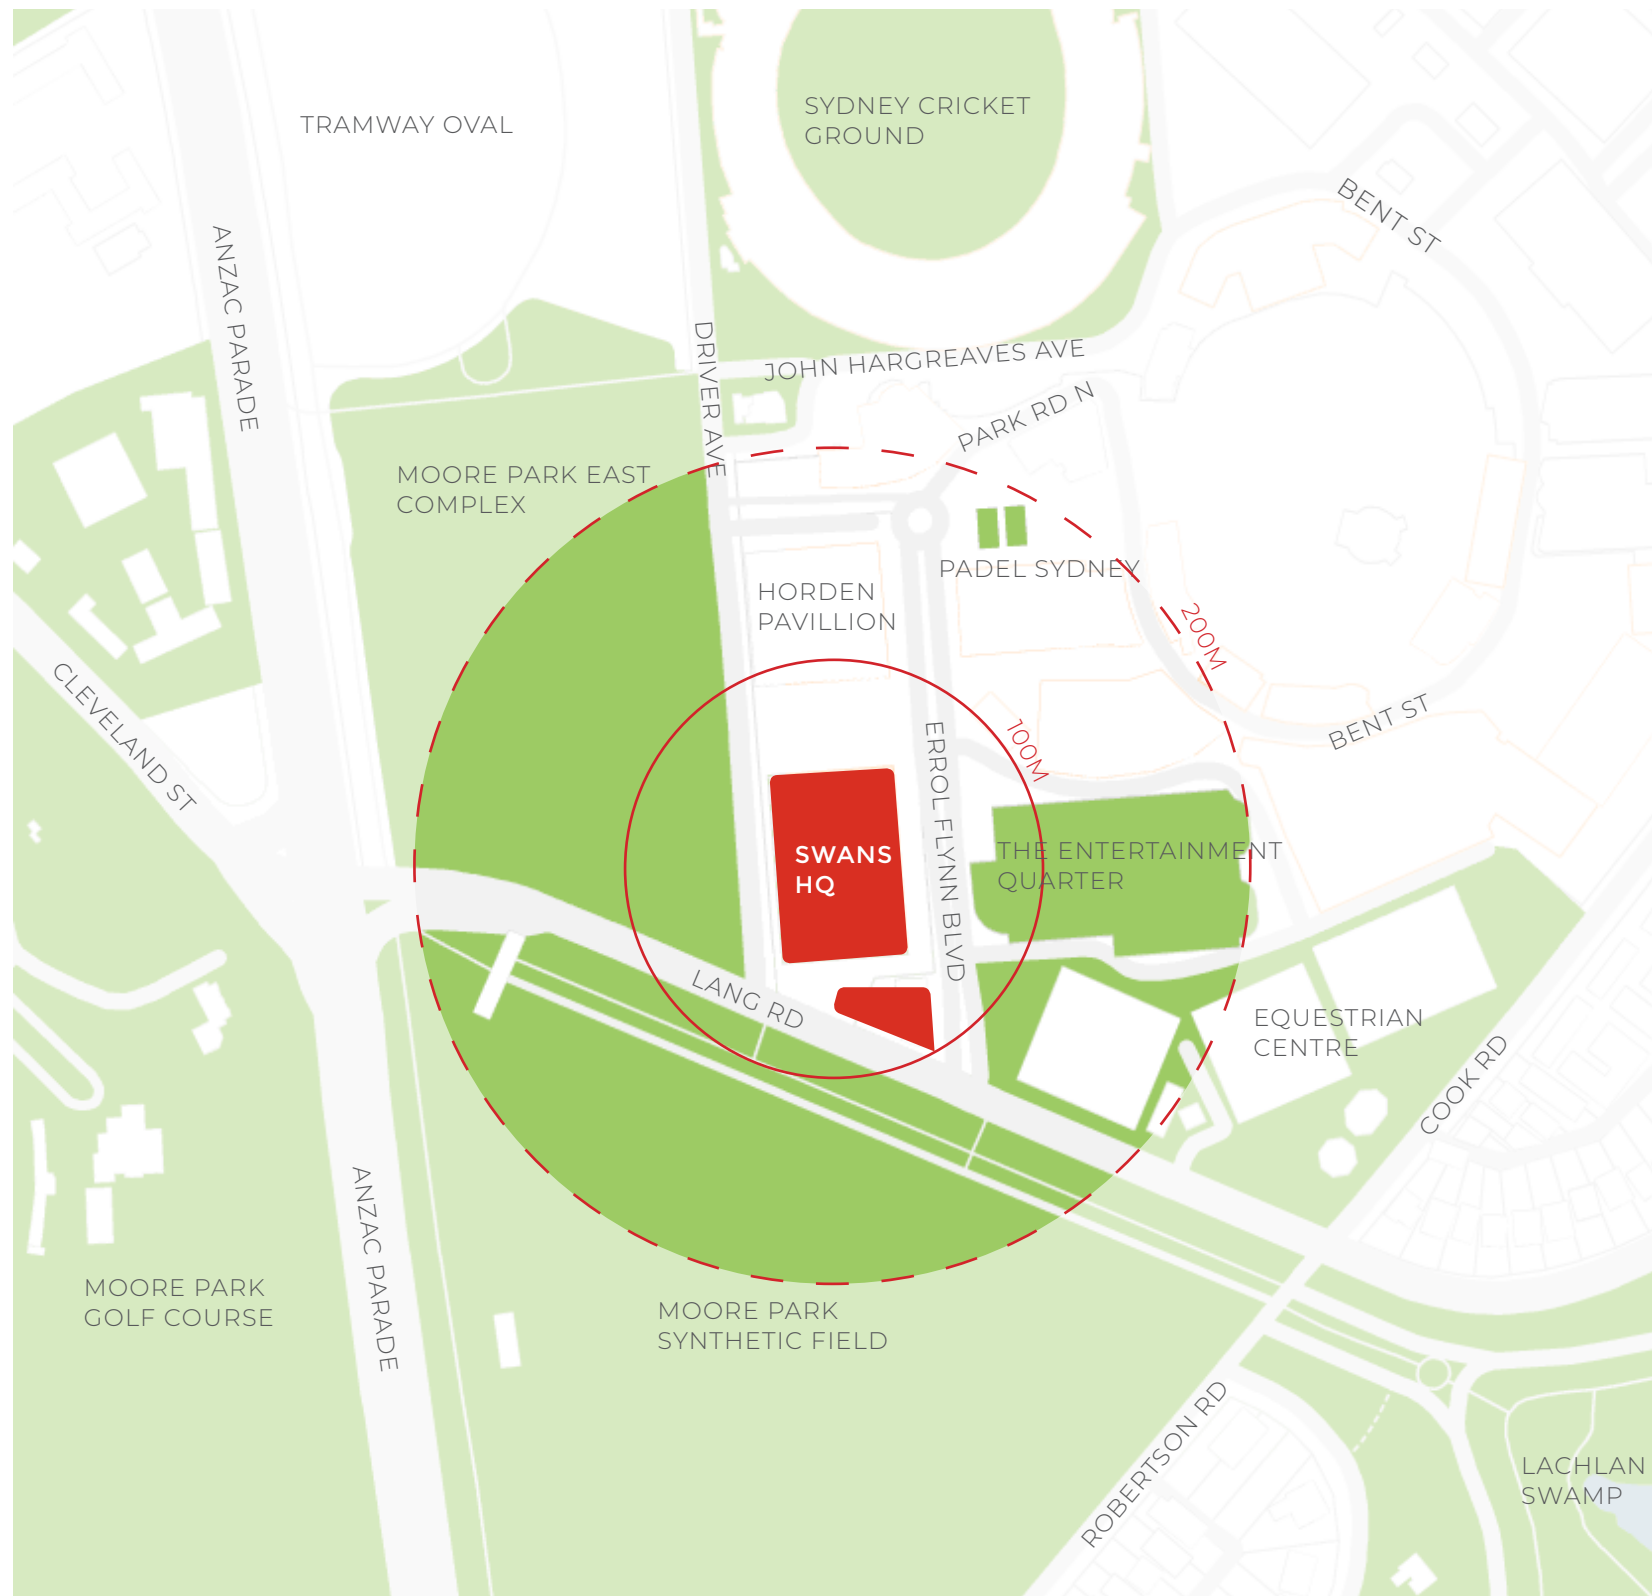 SYDNEY CRICKET
GROUND
TRAMWAY OVAL
BENT ST
ANZAC PARADE
DRIVER AVE
JOHN HARGREAVES AVE
PARK RD N
MOORE PARK EAST
COMPLEX
PADEL SYDNEY
HORDEN
PAVILLION
200M
CLEVELAND ST
100M
BENT ST
ERROL FLYNN BLVD
SWANS
HQ
THE ENTERTAINMENT
QUARTER
LANG RD
EQUESTRIAN
CENTRE
COOK RD
ANZAC PARADE
MOORE PARK
GOLF COURSE
MOORE PARK
SYNTHETIC FIELD
ROBERTSON RD
LACHLAN
SWAMP